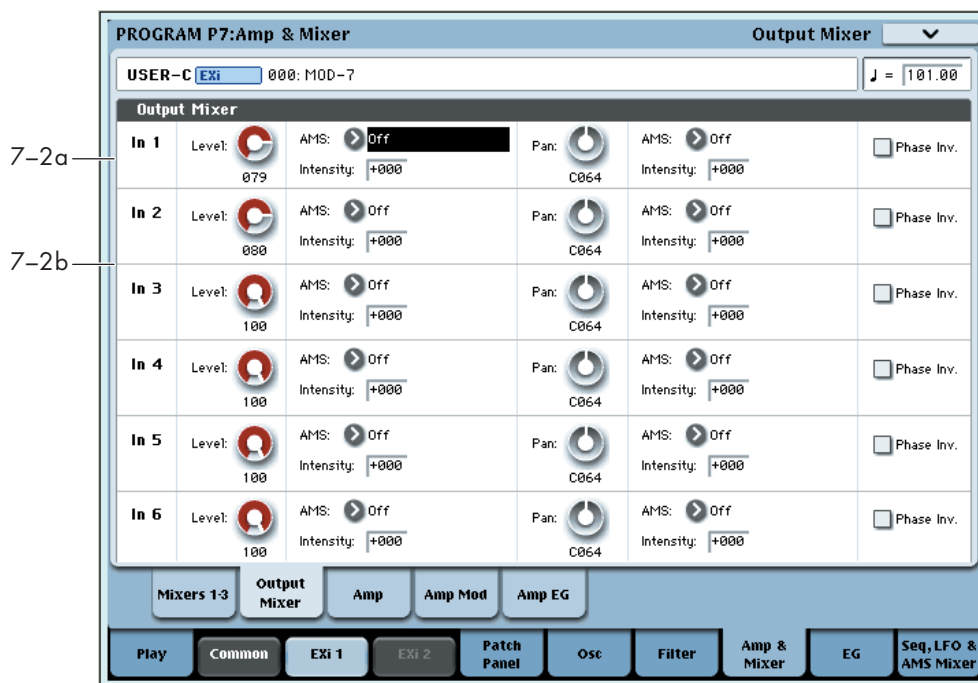 PROGRAM P7:Amp & Mixer Output Mixer
USER-C EXi 000: MOD-7 ♩ = 101.00
Output Mixer
7–2a
In 1 Level: 079 AMS: Off Intensity: +000 Pan: C064 AMS: Off Intensity: +000 Phase Inv.
In 2 Level: 080 AMS: Off Intensity: +000 Pan: C064 AMS: Off Intensity: +000 Phase Inv.
7–2b
In 3 Level: 100 AMS: Off Intensity: +000 Pan: C064 AMS: Off Intensity: +000 Phase Inv.
In 4 Level: 100 AMS: Off Intensity: +000 Pan: C064 AMS: Off Intensity: +000 Phase Inv.
In 5 Level: 100 AMS: Off Intensity: +000 Pan: C064 AMS: Off Intensity: +000 Phase Inv.
In 6 Level: 100 AMS: Off Intensity: +000 Pan: C064 AMS: Off Intensity: +000 Phase Inv.
Mixers 1-3 Output Mixer Amp Amp Mod Amp EG
Play Common EXi 1 EXi 2 Patch Panel Osc Filter Amp & Mixer EG Seq, LFO & AMS Mixer